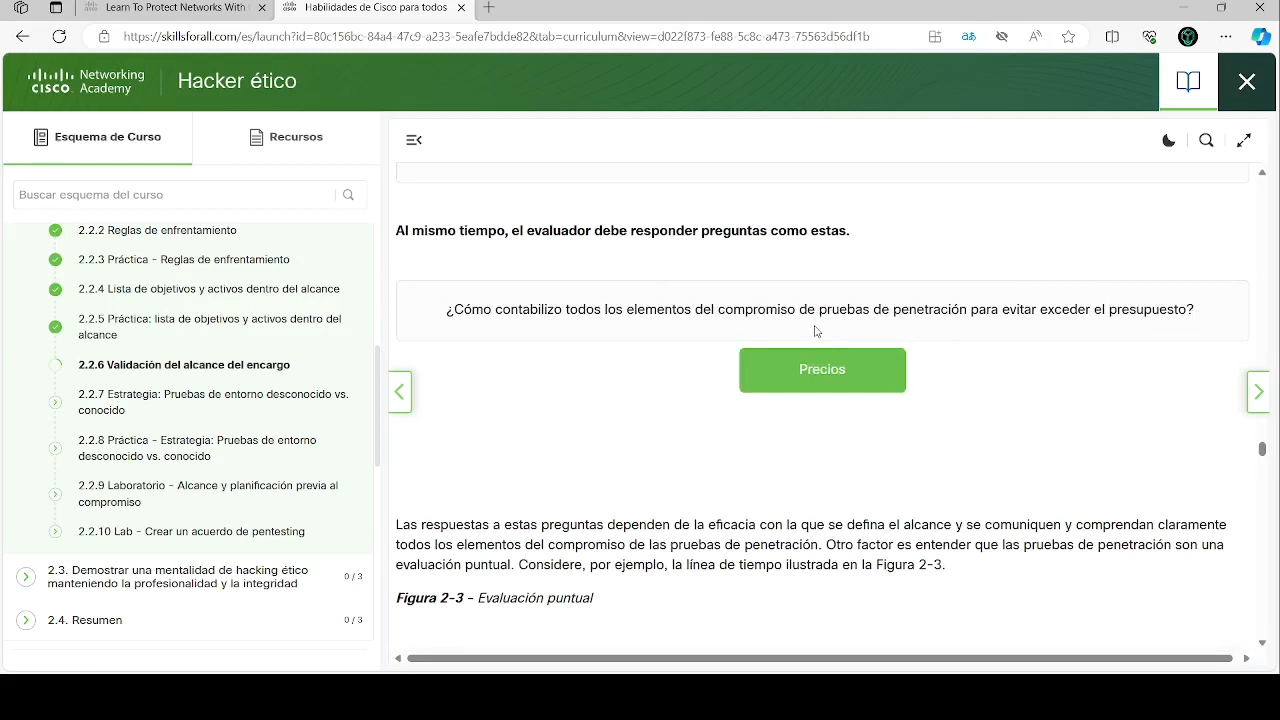 Learn To Protect Networks With
Habilidades de Cisco para todos
https://skillsforall.com/es/launch?id=80c156bc-84a4-47c9-a233-5eafe7bdde82&tab=curriculum&view=d022f873-fe88-5c8c-a473-75563d56df1b
Networking
CISCO Academy
Hacker ético
Esquema de Curso
Recursos
Buscar esquema del curso
2.2.2 Reglas de enfrentamiento
2.2.3 Práctica - Reglas de enfrentamiento
2.2.4 Lista de objetivos y activos dentro del alcance
2.2.5 Práctica: lista de objetivos y activos dentro del
alcance
2.2.6 Validación del alcance del encargo
2.2.7 Estrategia: Pruebas de entorno desconocido vs.
conocido
2.2.8 Práctica - Estrategia: Pruebas de entorno
desconocido vs. conocido
2.2.9 Laboratorio - Alcance y planificación previa al
compromiso
2.2.10 Lab - Crear un acuerdo de pentesting
2.3. Demostrar una mentalidad de hacking ético
manteniendo la profesionalidad y la integridad
0 / 3
2.4. Resumen
0 / 3
Al mismo tiempo, el evaluador debe responder preguntas como estas.
¿Cómo contabilizo todos los elementos del compromiso de pruebas de penetración para evitar exceder el presupuesto?
Precios
Las respuestas a estas preguntas dependen de la eficacia con la que se defina el alcance y se comuniquen y comprendan claramente
todos los elementos del compromiso de las pruebas de penetración. Otro factor es entender que las pruebas de penetración son una
evaluación puntual. Considere, por ejemplo, la línea de tiempo ilustrada en la Figura 2-3.
Figura 2-3 - Evaluación puntual